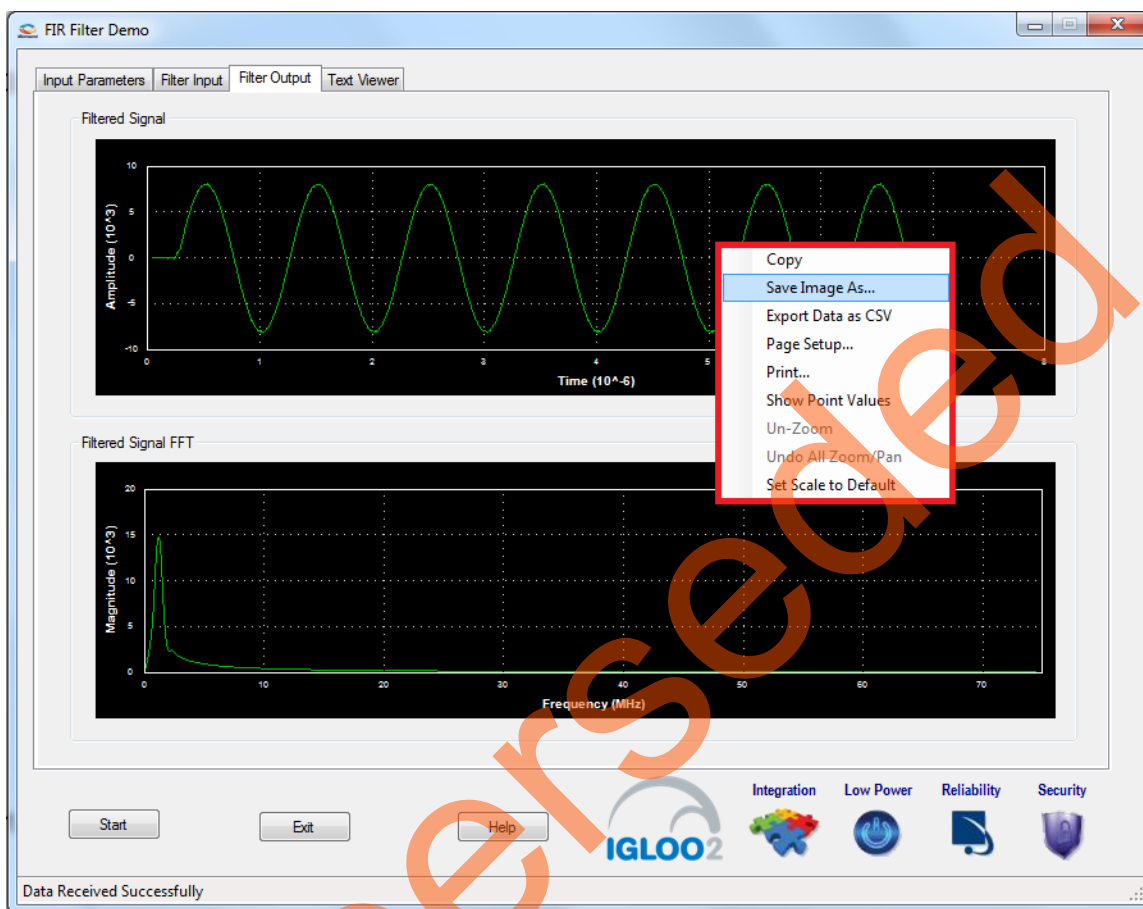 FIR Filter Demo
Input Parameters Filter Input Filter Output Text Viewer
Filtered Signal
10
5
0
-5
-10
Amplitude (10^3)
0 1 2 3 4 5 8
Time (10^-6)
Copy
Save Image As...
Export Data as CSV
Page Setup...
Print...
Show Point Values
Un-Zoom
Undo All Zoom/Pan
Set Scale to Default
Filtered Signal FFT
20
15
10
5
0
Magnitude (10^3)
0 10 20 30 40 50 60 70
Frequency (MHz)
Start Exit Help
IGLOO2
Integration Low Power Reliability Security
Data Received Successfully
erseded